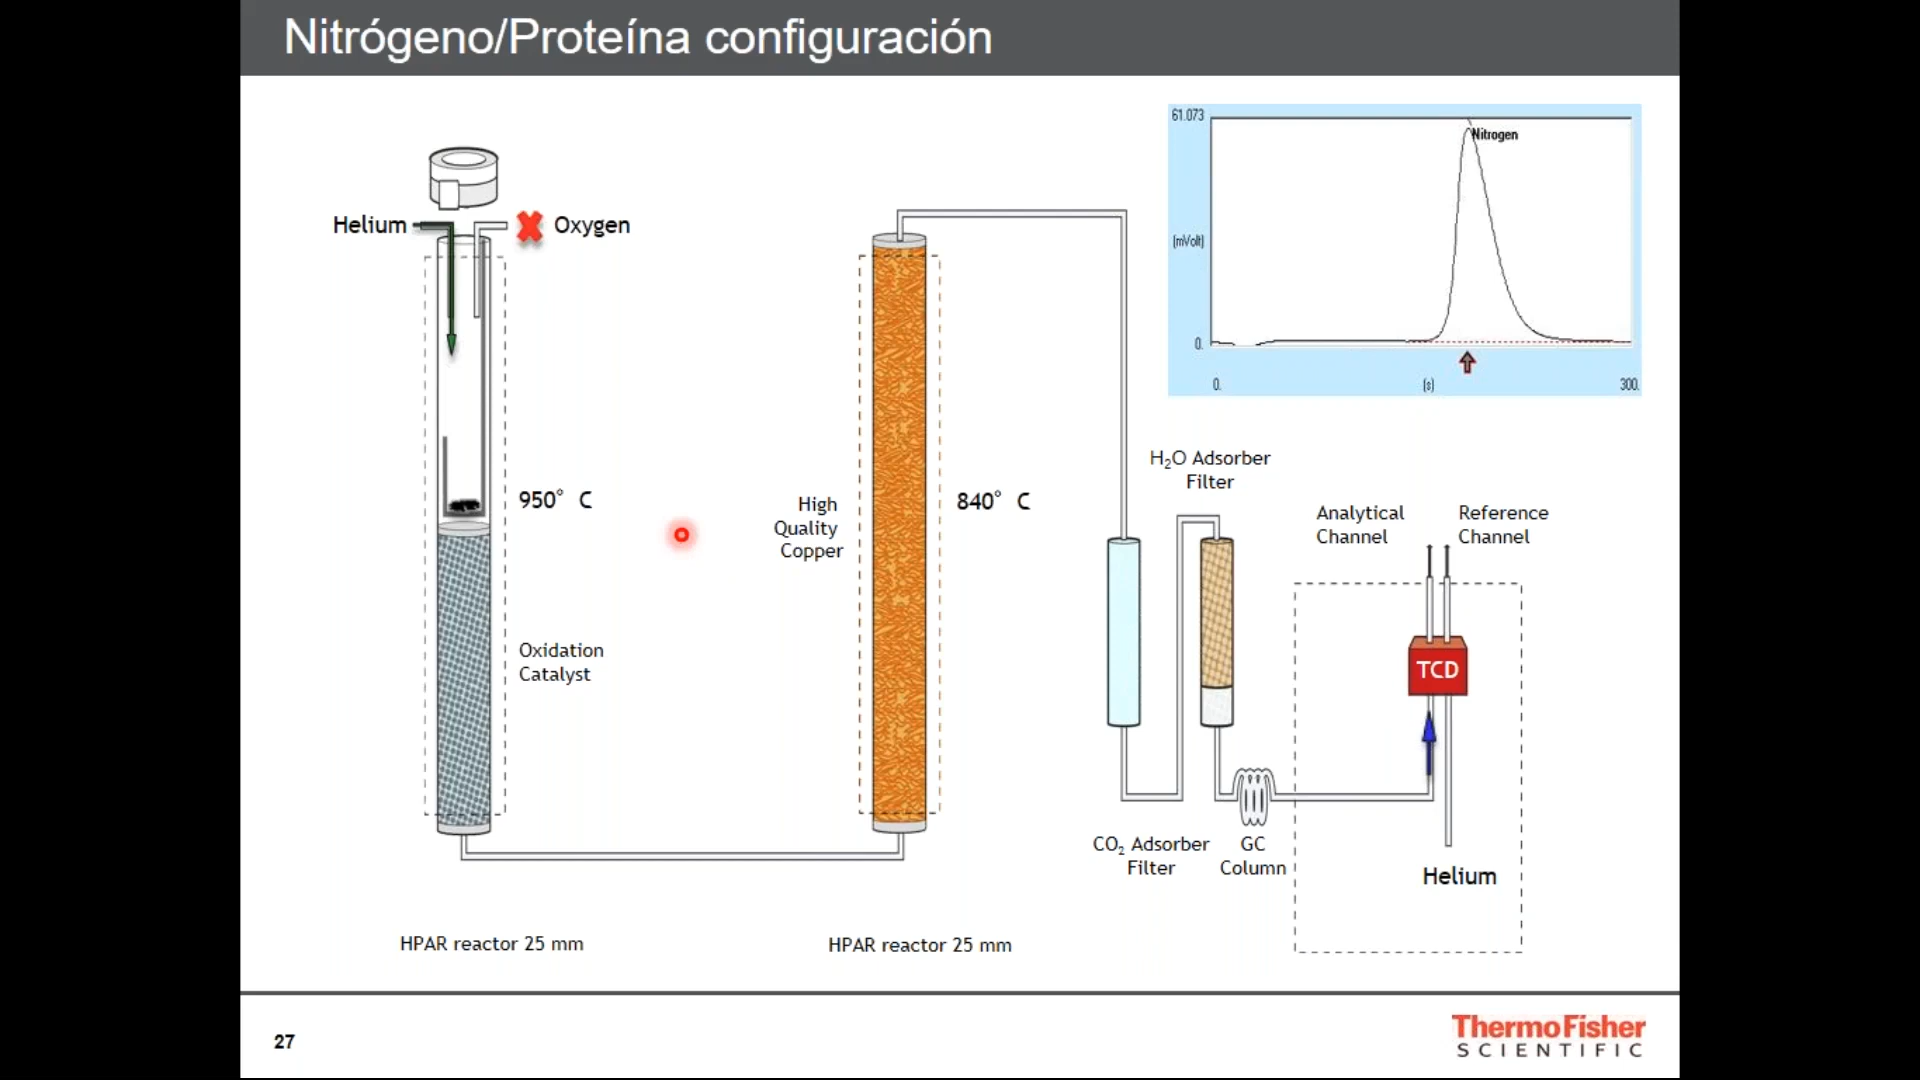 Nitrógeno/Proteína configuración
61.073
Nitrogen
(mVolt)
0.
0.
(s)
300.
Helium
Oxygen
950° C
Oxidation
Catalyst
High
Quality
Copper
840° C
H₂O Adsorber
Filter
Analytical
Channel
Reference
Channel
TCD
CO₂ Adsorber
Filter
GC
Column
Helium
HPAR reactor 25 mm
HPAR reactor 25 mm
27
ThermoFisher
SCIENTIFIC